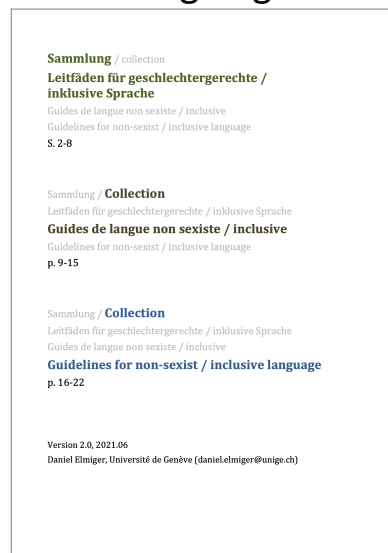 Sammlung / collection
Leitfäden für geschlechtergerechte /
inklusive Sprache
Guides de langue non sexiste / inclusive
Guidelines for non-sexist / inclusive language
S. 2-8
Sammlung / Collection
Leitfäden für geschlechtergerechte / inklusive Sprache
Guides de langue non sexiste / inclusive
Guidelines for non-sexist / inclusive language
p. 9-15
Sammlung / Collection
Leitfäden für geschlechtergerechte / inklusive Sprache
Guides de langue non sexiste / inclusive
Guidelines for non-sexist / inclusive language
p. 16-22
Version 2.0, 2021.06
Daniel Elmiger, Université de Genève (daniel.elmiger@unige.ch)